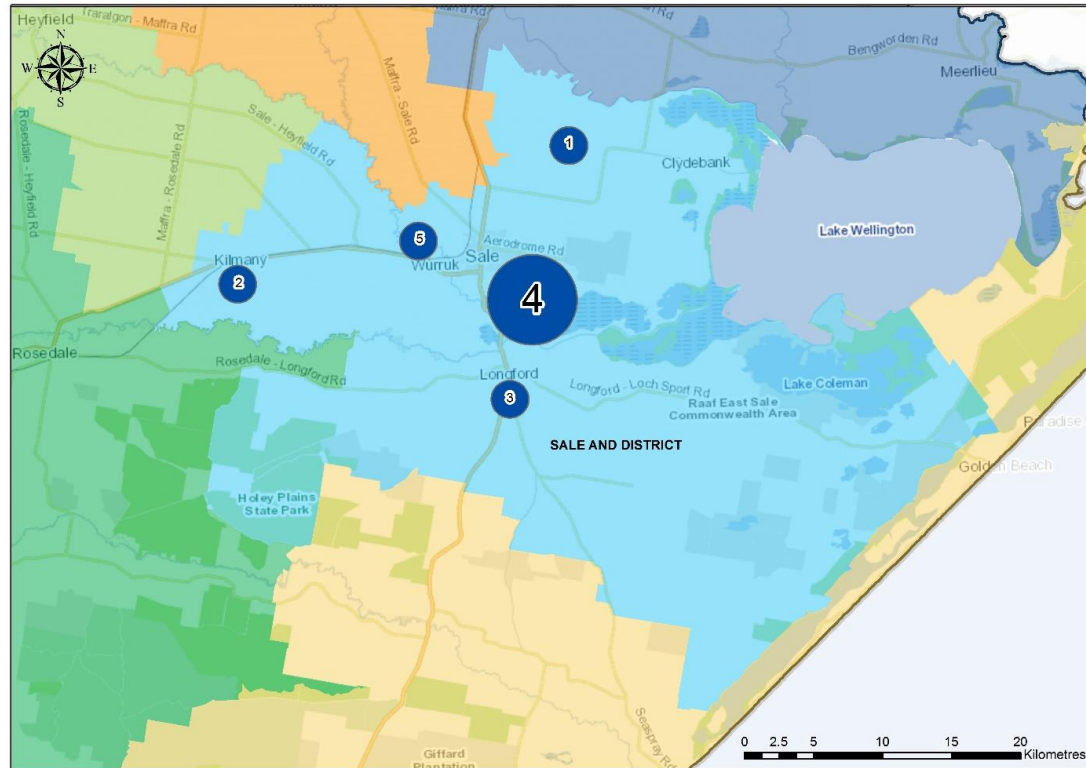 Heyfield
Traralgon - Maffra Rd
N
W E
S
Bengworden Rd
Meerlieu
Maffra - Sale Rd
Rosedale - Heyfield Rd
Maffra - Rosedale Rd
Sale - Heyfield Rd
1
Clydebank
Lake Wellington
5
Aerodrome Rd
Wurruk
Sale
Kilmany
2
4
Rosedale
Rosedale - Longford Rd
Longford
3
Longford - Loch Sport Rd
Lake Coleman
Raaf East Sale
Commonwealth Area
Paradise
SALE AND DISTRICT
Golden Beach
Holey Plains
State Park
Seaspray Rd
Giffard
Plantation
0 2.5 5 10 15 20
Kilometres